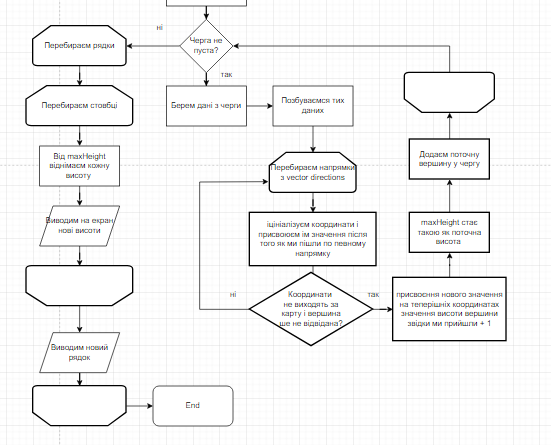 ні
Черга не
пуста?
так
Перебираєм рядки
Перебираєм стовбці
Від maxHeight
віднімаєм кожну
висоту
Виводим на екран
нові висоти
Виводим новий
рядок
End
Берем дані з черги
Позбуваємося тих
даних
Перебираєм напрямки
з vector directions
іцініалізуєм координати і
присвоюєм ім значення після
того як ми пішли по певному
напрямку
ні
Координати
не виходять за
карту і вершина
ше не відвідана?
так
присвоєння нового значення
на теперішніх координатах
значення висоти вершини
звідки ми прийшли + 1
maxHeight стає
такою як поточна
висота
Додаєм поточну
вершину у чергу